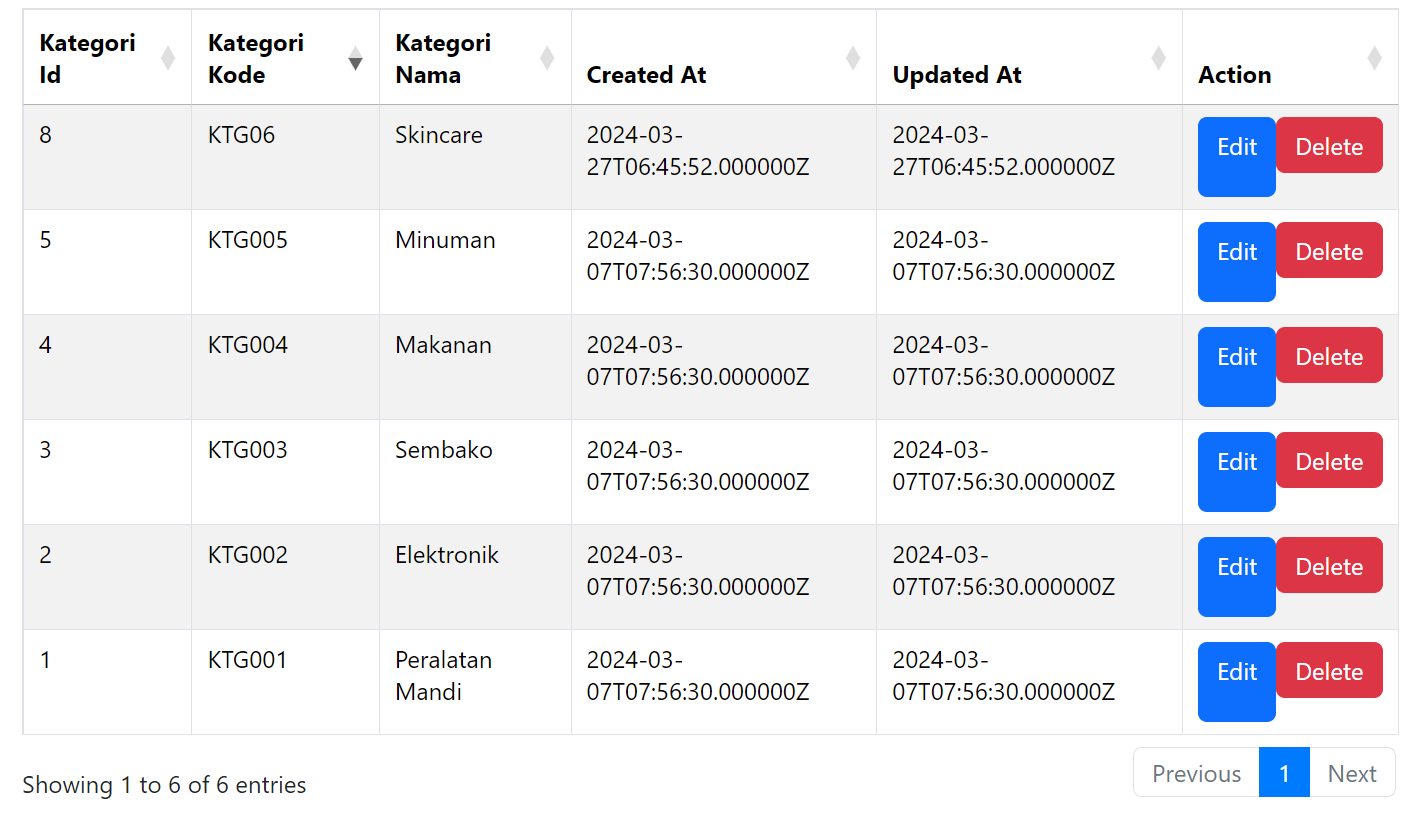 Kategori Id Kategori Kode Kategori Nama Created At Updated At Action
8 KTG06 Skincare 2024-03-27T06:45:52.000000Z 2024-03-27T06:45:52.000000Z Edit Delete
5 KTG005 Minuman 2024-03-07T07:56:30.000000Z 2024-03-07T07:56:30.000000Z Edit Delete
4 KTG004 Makanan 2024-03-07T07:56:30.000000Z 2024-03-07T07:56:30.000000Z Edit Delete
3 KTG003 Sembako 2024-03-07T07:56:30.000000Z 2024-03-07T07:56:30.000000Z Edit Delete
2 KTG002 Elektronik 2024-03-07T07:56:30.000000Z 2024-03-07T07:56:30.000000Z Edit Delete
1 KTG001 Peralatan Mandi 2024-03-07T07:56:30.000000Z 2024-03-07T07:56:30.000000Z Edit Delete
Showing 1 to 6 of 6 entries Previous 1 Next